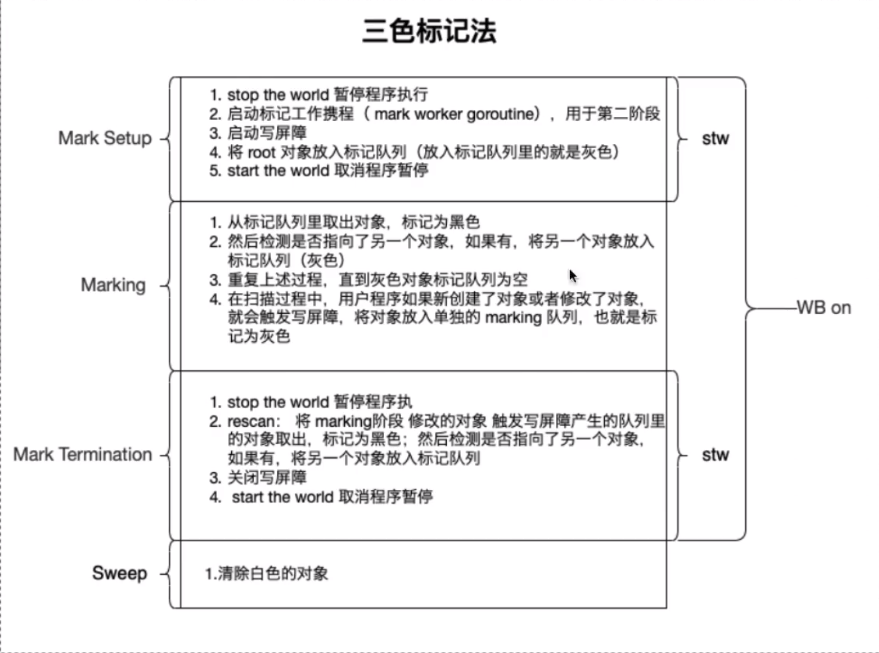 三色标记法
Mark Setup
1. stop the world 暂停程序执行
2. 启动标记工作携程（ mark worker goroutine），用于第二阶段
3. 启动写屏障
4. 将 root 对象放入标记队列（放入标记队列里的就是灰色）
5. start the world 取消程序暂停
stw
Marking
1. 从标记队列里取出对象，标记为黑色
2. 然后检测是否指向了另一个对象，如果有，将另一个对象放入
标记队列（灰色）
3. 重复上述过程，直到灰色对象标记队列为空
4. 在扫描过程中，用户程序如果新创建了对象或者修改了对象，
就会触发写屏障，将对象放入单独的 marking 队列，也就是标
记为灰色
WB on
Mark Termination
1. stop the world 暂停程序执
2. rescan： 将 marking阶段 修改的对象 触发写屏障产生的队列里
的对象取出，标记为黑色；然后检测是否指向了另一个对象，
如果有，将另一个对象放入标记队列
3. 关闭写屏障
4. start the world 取消程序暂停
stw
Sweep
1.清除白色的对象